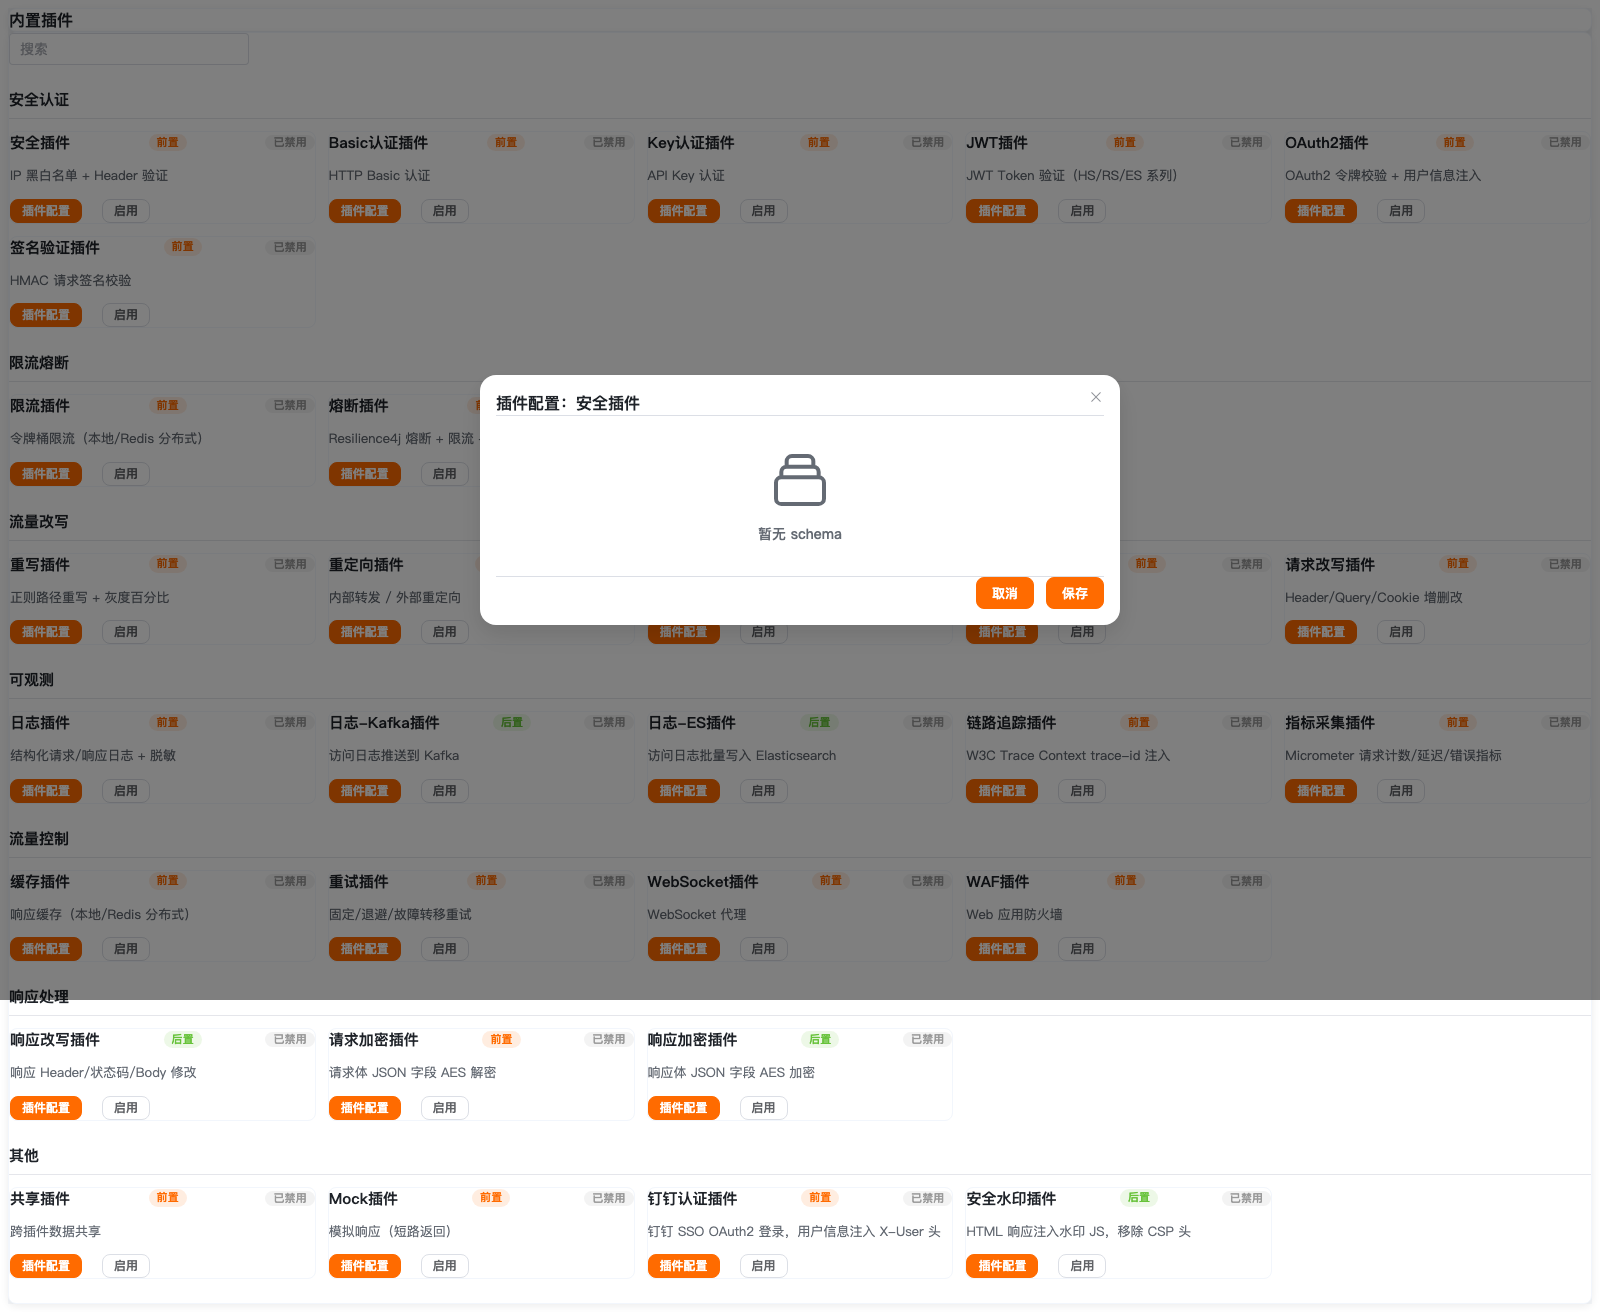 内置插件
搜索
安全认证
安全插件 前置 已禁用
IP 黑白名单 + Header 验证
插件配置 启用
Basic认证插件 前置 已禁用
HTTP Basic 认证
插件配置 启用
Key认证插件 前置 已禁用
API Key 认证
插件配置 启用
JWT插件 前置 已禁用
JWT Token 验证（HS/RS/ES 系列）
插件配置 启用
OAuth2插件 前置 已禁用
OAuth2 令牌校验 + 用户信息注入
插件配置 启用
签名验证插件 前置 已禁用
HMAC 请求签名校验
插件配置 启用
限流熔断
限流插件 前置 已禁用
令牌桶限流（本地/Redis 分布式）
插件配置 启用
熔断插件
Resilience4j 熔断 + 限流
插件配置 启用
插件配置：安全插件
暂无 schema
取消 保存
流量改写
重写插件 前置 已禁用
正则路径重写 + 灰度百分比
插件配置 启用
重定向插件
内部转发 / 外部重定向
插件配置 启用
插件配置 启用
前置 已禁用
插件配置 启用
请求改写插件 前置 已禁用
Header/Query/Cookie 增删改
插件配置 启用
可观测
日志插件 前置 已禁用
结构化请求/响应日志 + 脱敏
插件配置 启用
日志-Kafka插件 后置 已禁用
访问日志推送到 Kafka
插件配置 启用
日志-ES插件 后置 已禁用
访问日志批量写入 Elasticsearch
插件配置 启用
链路追踪插件 前置 已禁用
W3C Trace Context trace-id 注入
插件配置 启用
指标采集插件 前置 已禁用
Micrometer 请求计数/延迟/错误指标
插件配置 启用
流量控制
缓存插件 前置 已禁用
响应缓存（本地/Redis 分布式）
插件配置 启用
重试插件 前置 已禁用
固定/退避/故障转移重试
插件配置 启用
WebSocket插件 前置 已禁用
WebSocket 代理
插件配置 启用
WAF插件 前置 已禁用
Web 应用防火墙
插件配置 启用
响应处理
响应改写插件 后置 已禁用
响应 Header/状态码/Body 修改
插件配置 启用
请求加密插件 前置 已禁用
请求体 JSON 字段 AES 解密
插件配置 启用
响应加密插件 后置 已禁用
响应体 JSON 字段 AES 加密
插件配置 启用
其他
共享插件 前置 已禁用
跨插件数据共享
插件配置 启用
Mock插件 前置 已禁用
模拟响应（短路返回）
插件配置 启用
钉钉认证插件 前置 已禁用
钉钉 SSO OAuth2 登录，用户信息注入 X-User 头
插件配置 启用
安全水印插件 后置 已禁用
HTML 响应注入水印 JS，移除 CSP 头
插件配置 启用